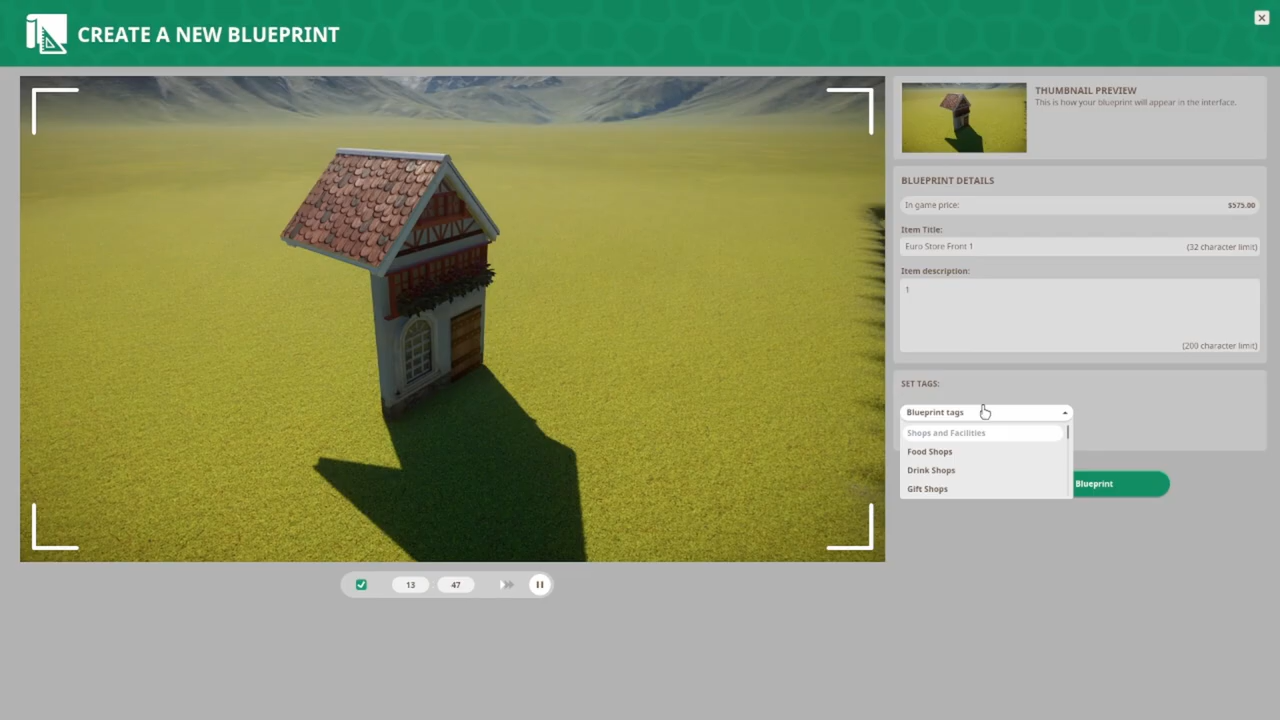 CREATE A NEW BLUEPRINT
THUMBNAIL PREVIEW
This is how your blueprint will appear in the interface.
BLUEPRINT DETAILS
In game price: $575.00
Item Title:
Euro Store Front 1 (32 character limit)
Item description:
1
(200 character limit)
SET TAGS:
Blueprint tags
Shops and Facilities
Food Shops
Drink Shops
Gift Shops
Blueprint
13 47